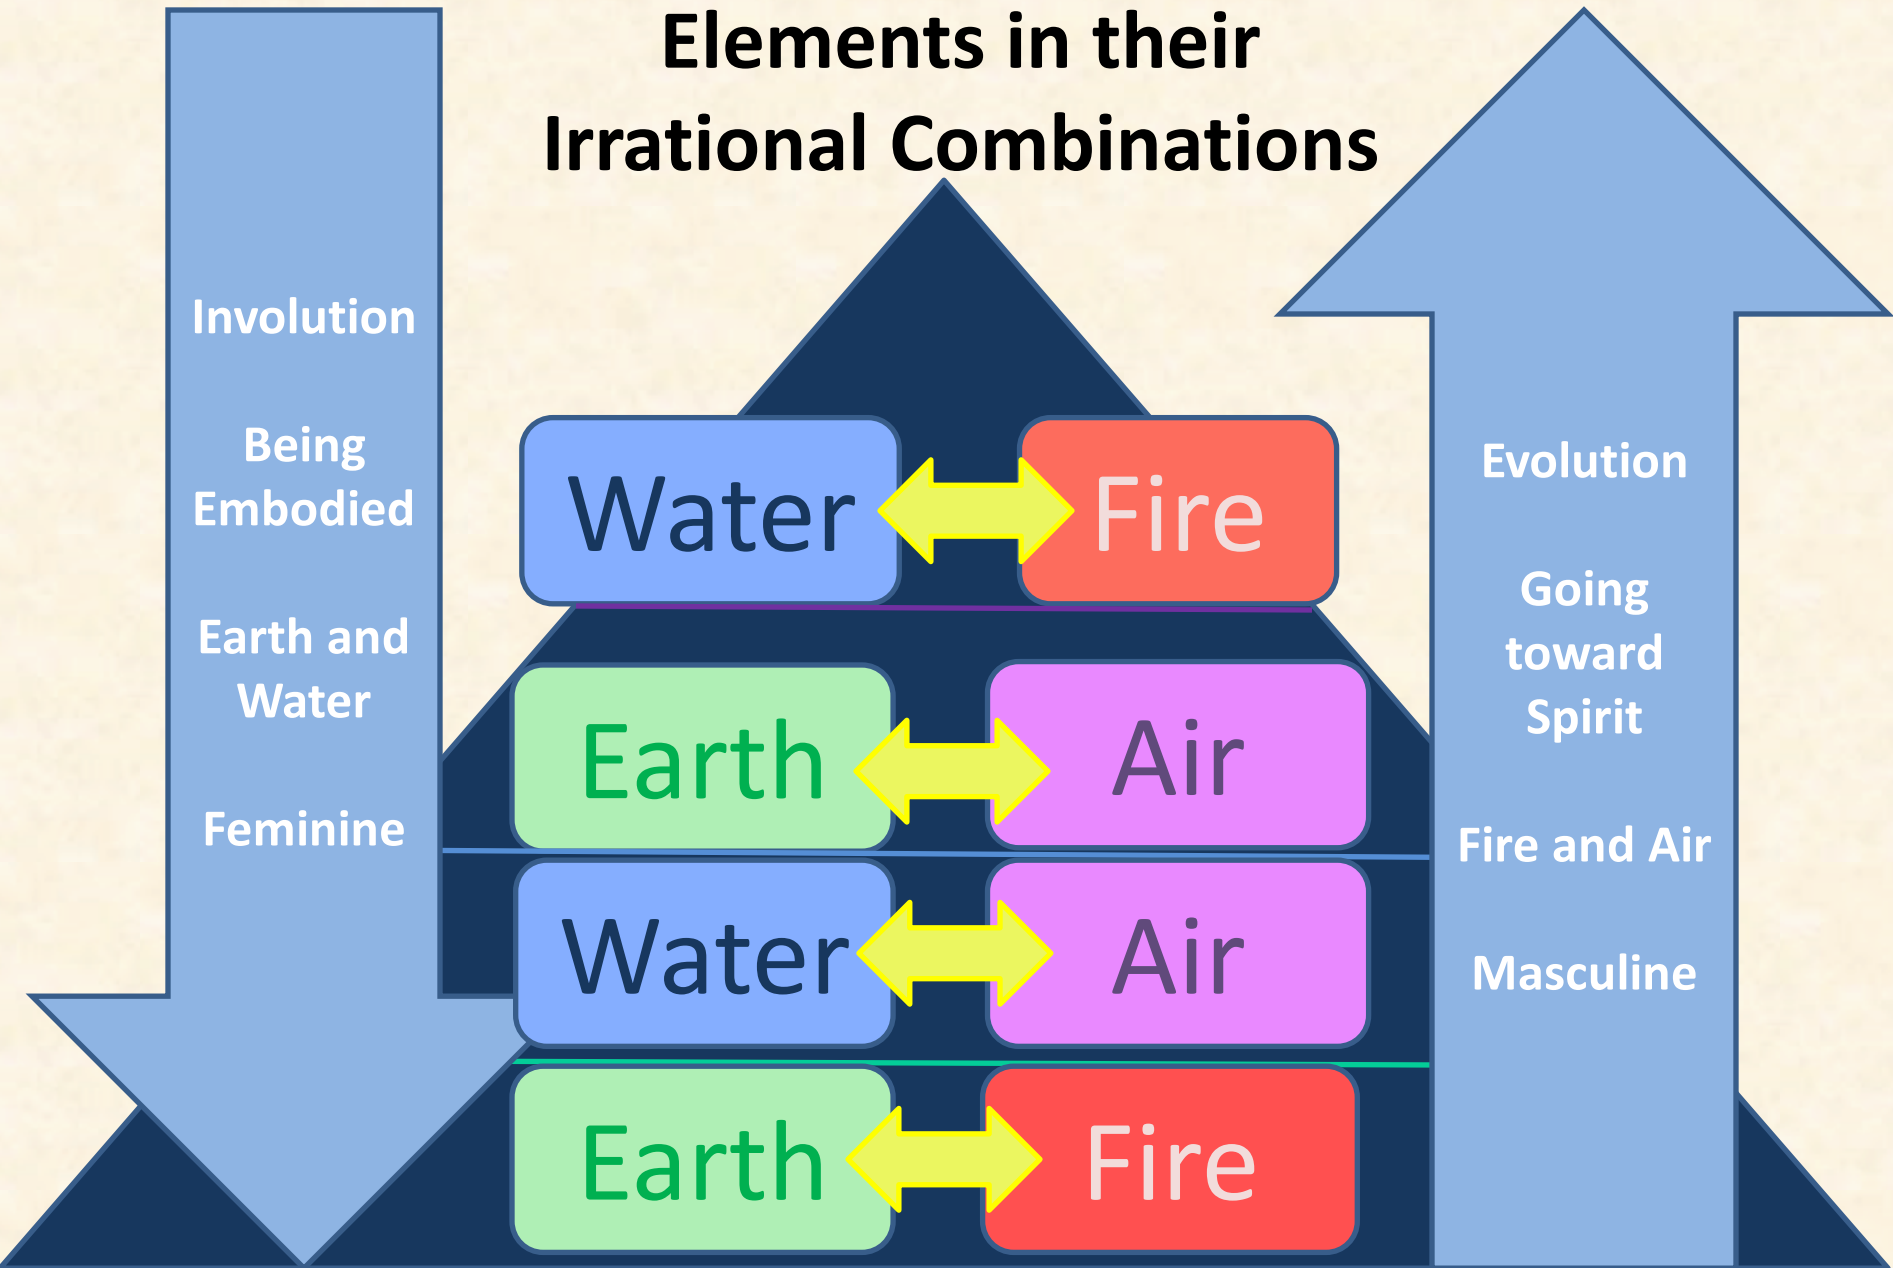 Elements in their
Irrational Combinations
Involution
Being
Embodied
Earth and
Water
Feminine
Water
Fire
Earth
Air
Water
Air
Earth
Fire
Evolution
Going
toward
Spirit
Fire and Air
Masculine